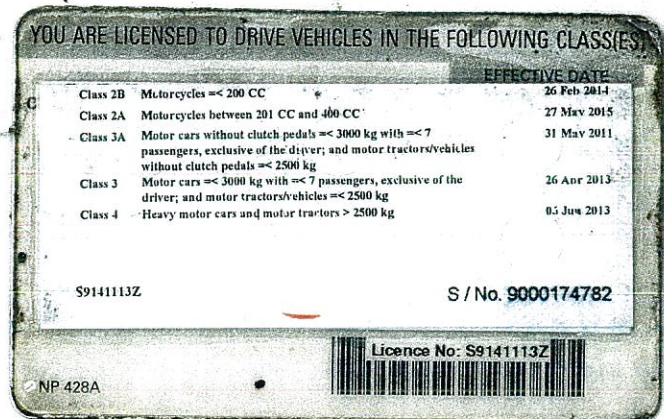 YOU ARE LICENSED TO DRIVE VEHICLES IN THE FOLLOWING CLASS(ES)
EFFECTIVE DATE
Class 2B Motorcycles =< 200 CC 26 Feb 2014
Class 2A Motorcycles between 201 CC and 400 CC 27 May 2015
Class 3A Motor cars without clutch pedals =< 3000 kg with =< 7 31 May 2011
passengers, exclusive of the driver; and motor tractors/vehicles
without clutch pedals =< 2500 kg
Class 3 Motor cars =< 3000 kg with =< 7 passengers, exclusive of the 26 Apr 2013
driver; and motor tractors/vehicles =< 2500 kg
Class 4 Heavy motor cars and motor tractors > 2500 kg 05 Jun 2013
S9141113Z S / No. 9000174782
Licence No: S9141113Z
NP 428A